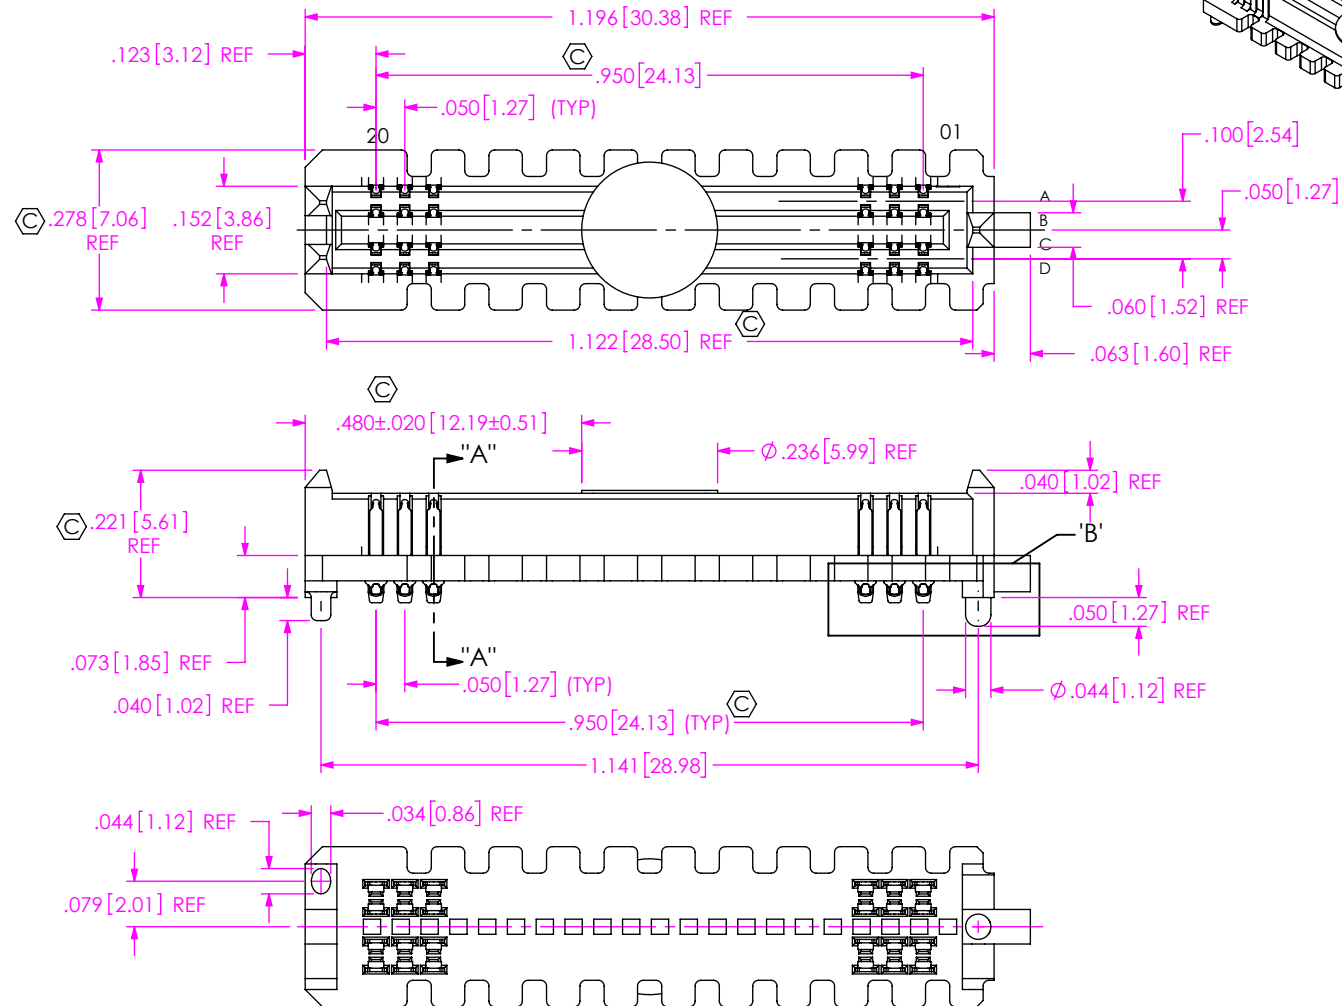 1.196[30.38] REF
.123[3.12] REF
C
.950[24.13]
.050[1.27] (TYP)
20
01
.100[2.54]
A
.050[1.27]
C .278[7.06]
REF
.152[3.86]
REF
B
C
D
.060[1.52] REF
C
1.122[28.50] REF
.063[1.60] REF
C
.480±.020[12.19±0.51]
"A"
Ø.236[5.99] REF
.040[1.02] REF
C .221[5.61]
REF
'B'
.050[1.27] REF
.073[1.85] REF
"A"
.050[1.27] (TYP)
.040[1.02] REF
C
Ø.044[1.12] REF
.950[24.13] (TYP)
1.141[28.98]
.044[1.12] REF
.034[0.86] REF
.079[2.01] REF